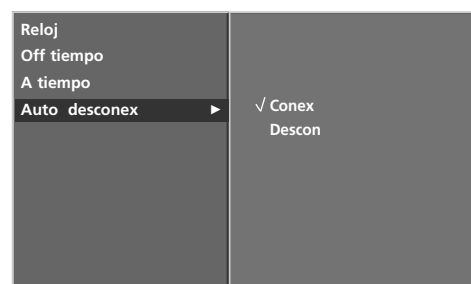 Reloj
Off tiempo
A tiempo
Auto desconex ►
√ Conex
Descon